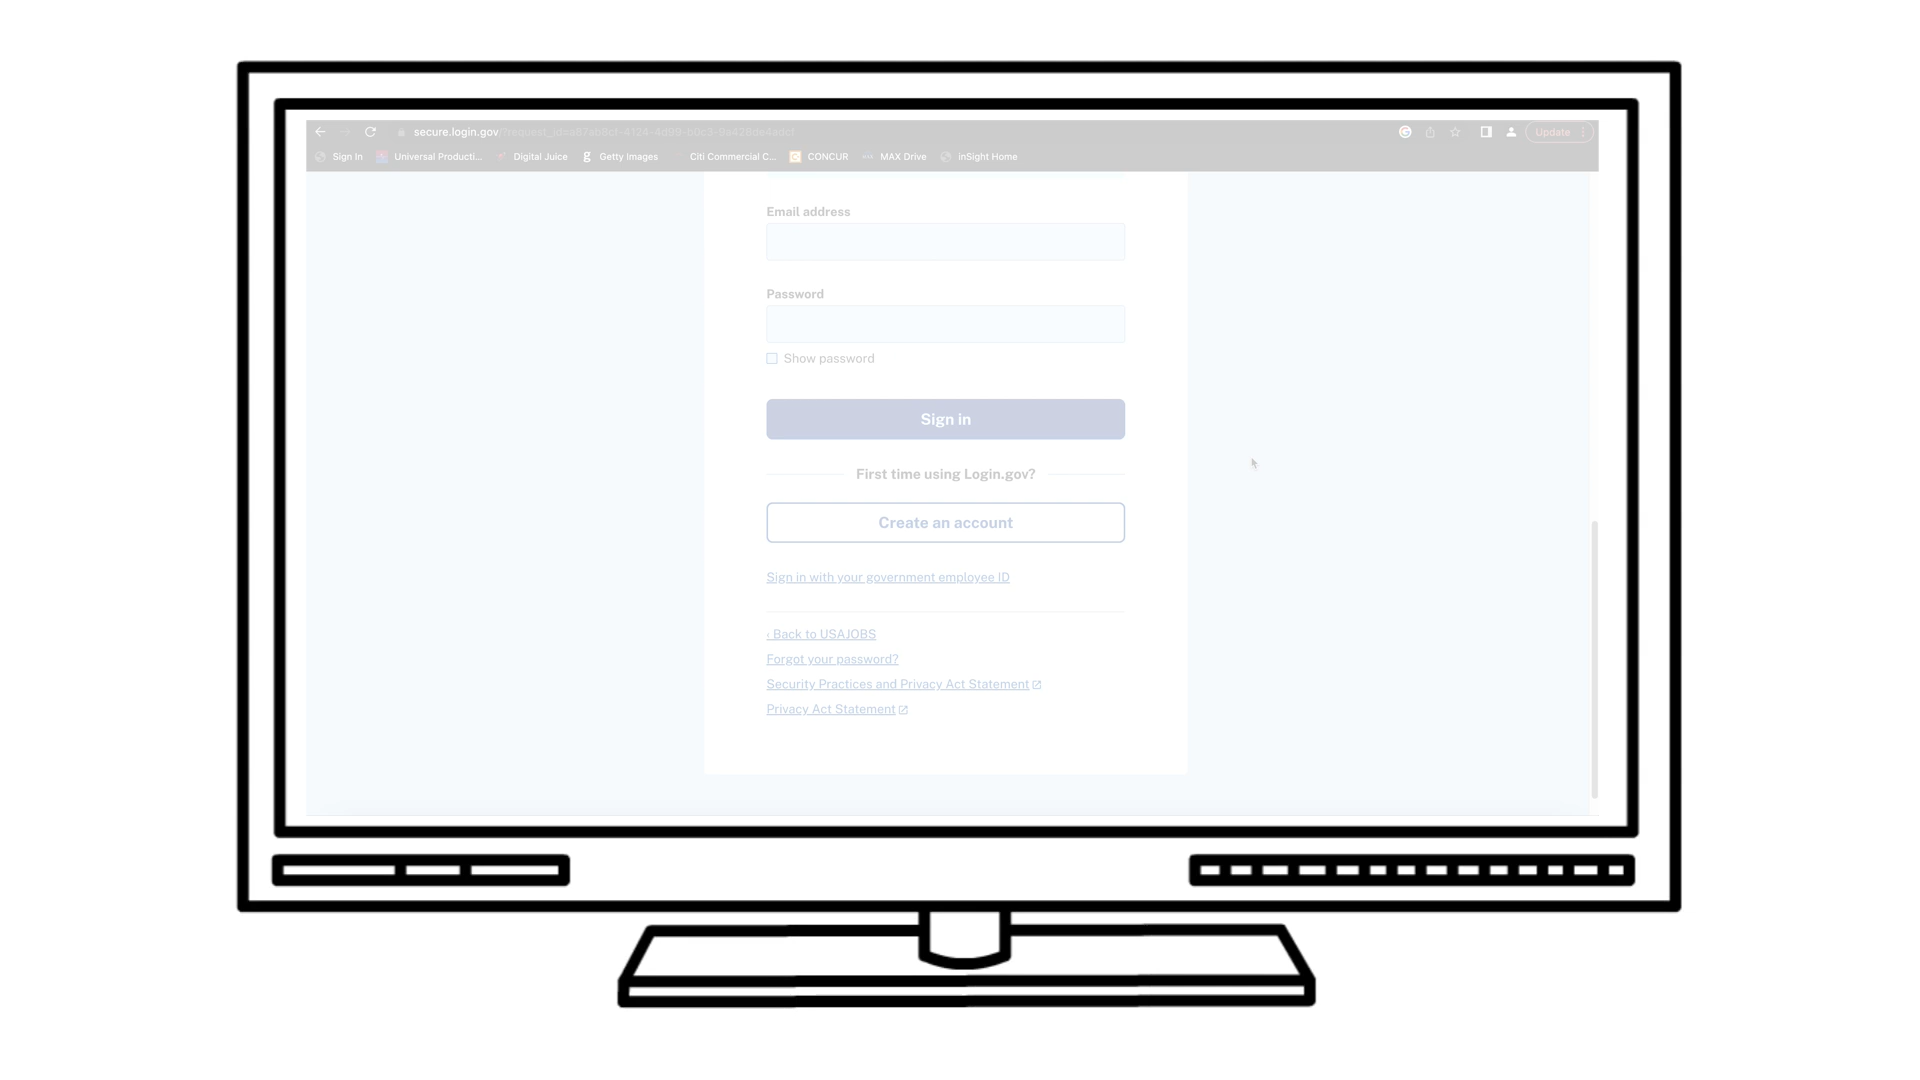 secure.login.gov
Update
Sign In Universal Producti... Digital Juice Getty Images Citi Commercial C... CONCUR MAX Drive inSight Home
Email address
Password
Show password
Sign in
First time using Login.gov?
Create an account
Sign in with your government employee ID
‹ Back to USAJOBS
Forgot your password?
Security Practices and Privacy Act Statement
Privacy Act Statement